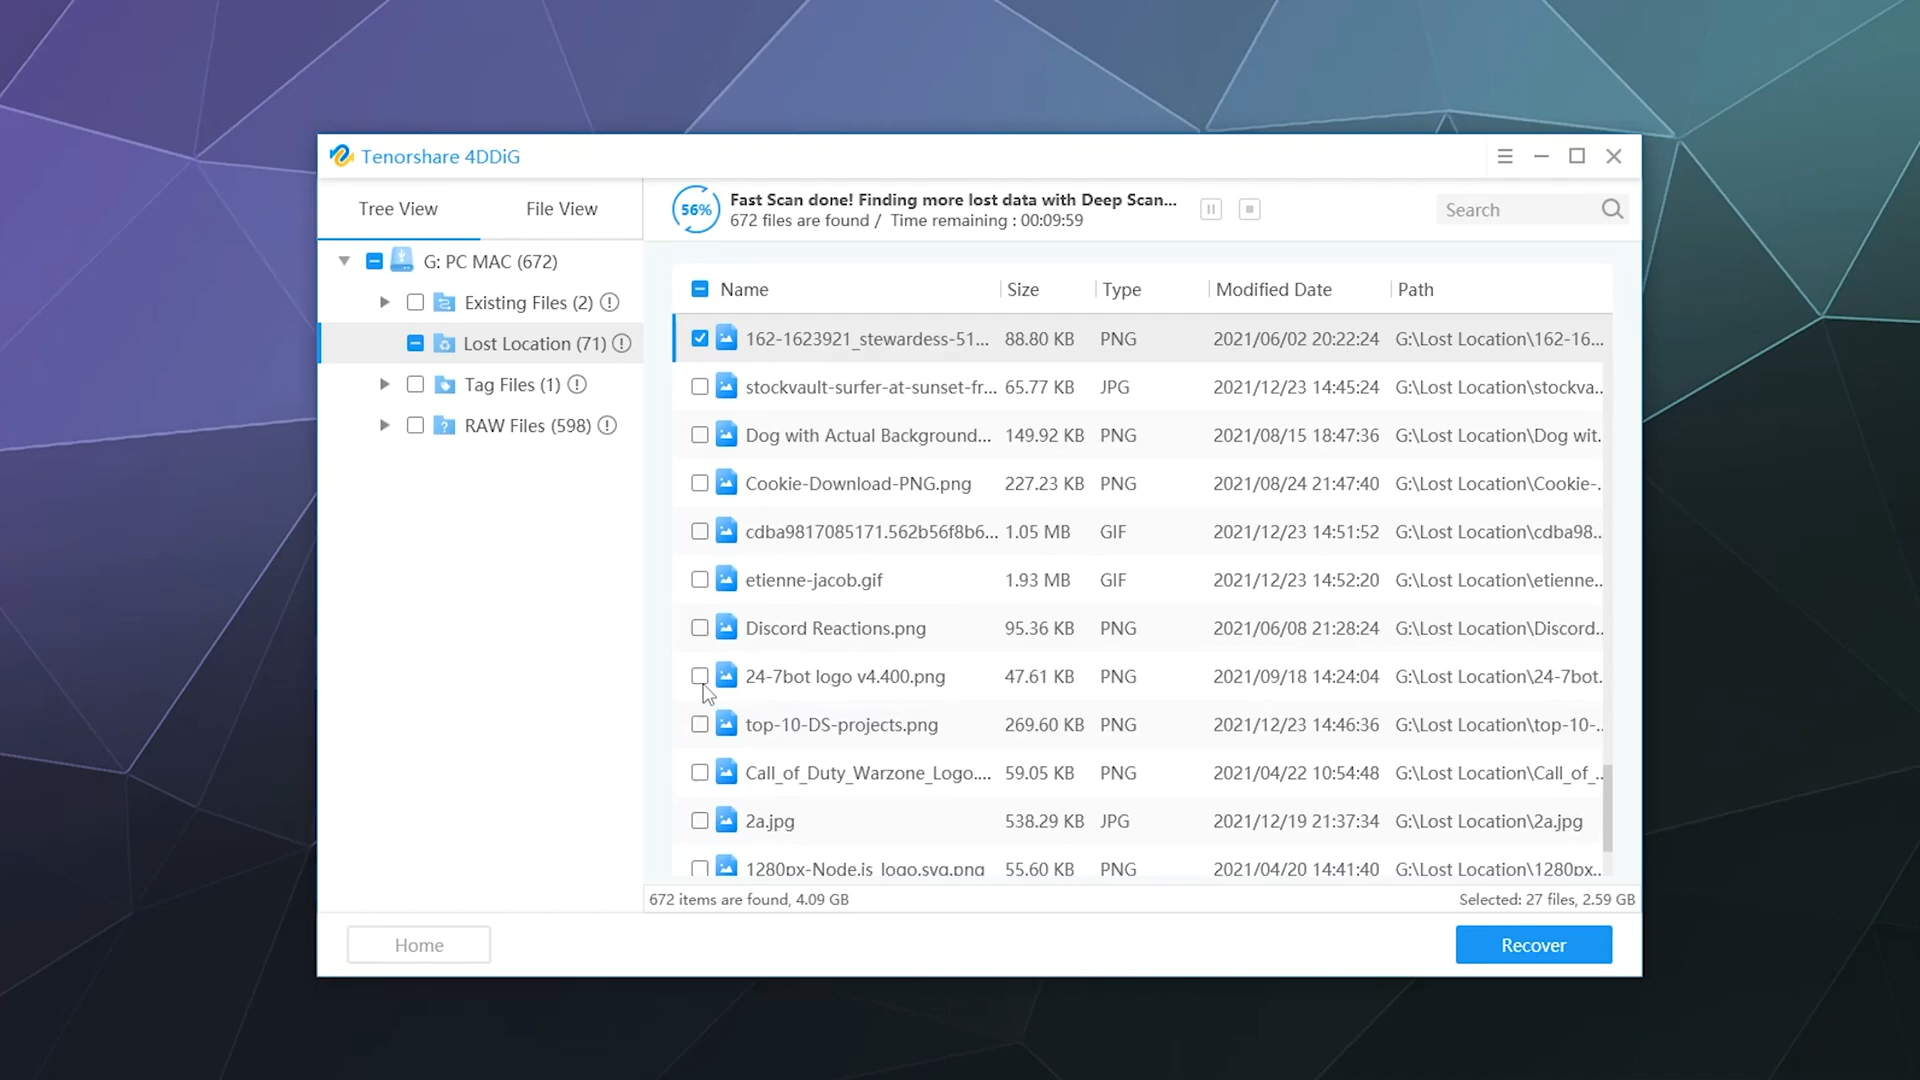 Tenorshare 4DDiG
Tree View
File View
56%
Fast Scan done! Finding more lost data with Deep Scan...
672 files are found / Time remaining : 00:09:59
Search
G: PC MAC (672)
Existing Files (2)
Lost Location (71)
Tag Files (1)
RAW Files (598)
Name Size Type Modified Date Path
162-1623921_stewardess-51... 88.80 KB PNG 2021/06/02 20:22:24 G:\Lost Location\162-16...
stockvault-surfer-at-sunset-fr... 65.77 KB JPG 2021/12/23 14:45:24 G:\Lost Location\stockva...
Dog with Actual Background... 149.92 KB PNG 2021/08/15 18:47:36 G:\Lost Location\Dog wit...
Cookie-Download-PNG.png 227.23 KB PNG 2021/08/24 21:47:40 G:\Lost Location\Cookie-...
cdba9817085171.562b56f8b6... 1.05 MB GIF 2021/12/23 14:51:52 G:\Lost Location\cdba98...
etienne-jacob.gif 1.93 MB GIF 2021/12/23 14:52:20 G:\Lost Location\etienne...
Discord Reactions.png 95.36 KB PNG 2021/06/08 21:28:24 G:\Lost Location\Discord...
24-7bot logo v4.400.png 47.61 KB PNG 2021/09/18 14:24:04 G:\Lost Location\24-7bot...
top-10-DS-projects.png 269.60 KB PNG 2021/12/23 14:46:36 G:\Lost Location\top-10-...
Call_of_Duty_Warzone_Logo.... 59.05 KB PNG 2021/04/22 10:54:48 G:\Lost Location\Call_of_...
2a.jpg 538.29 KB JPG 2021/12/19 21:37:34 G:\Lost Location\2a.jpg
1280px-Node.js_logo.svg.png 55.60 KB PNG 2021/04/20 14:41:40 G:\Lost Location\1280px...
672 items are found, 4.09 GB
Selected: 27 files, 2.59 GB
Home
Recover